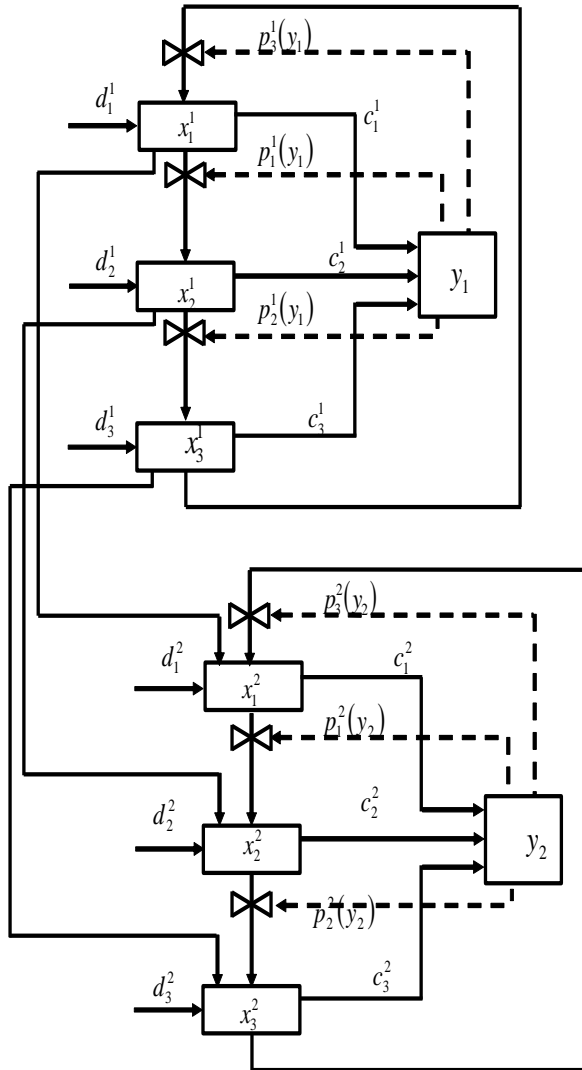 p_3^1(y_1)
d_1^1
c_1^1
x_1^1
p_1^1(y_1)
d_2^1
c_2^1
x_2^1
y_1
p_2^1(y_1)
d_3^1
c_3^1
x_3^1
p_3^2(y_2)
d_1^2
c_1^2
x_1^2
p_1^2(y_2)
d_2^2
c_2^2
x_2^2
y_2
p_2^2(y_2)
d_3^2
c_3^2
x_3^2